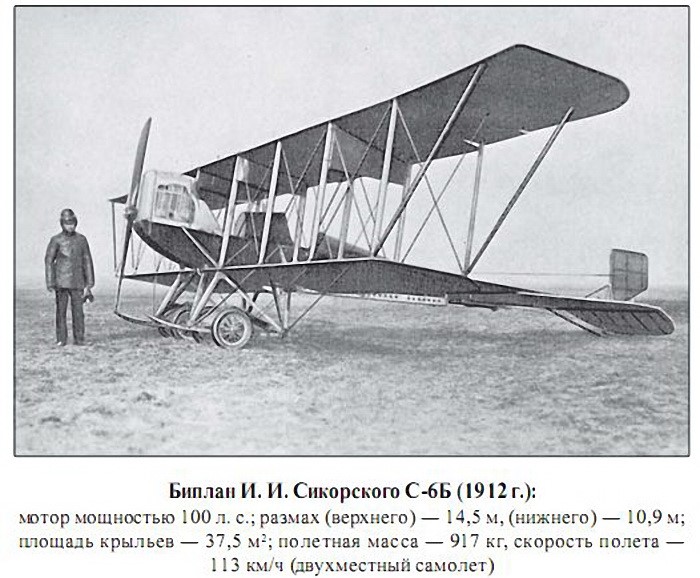 Биплан И. И. Сикорского С-6Б (1912 г.):
мотор мощностью 100 л. с.; размах (верхнего) — 14,5 м, (нижнего) — 10,9 м;
площадь крыльев — 37,5 м²; полетная масса — 917 кг, скорость полета —
113 км/ч (двухместный самолет)